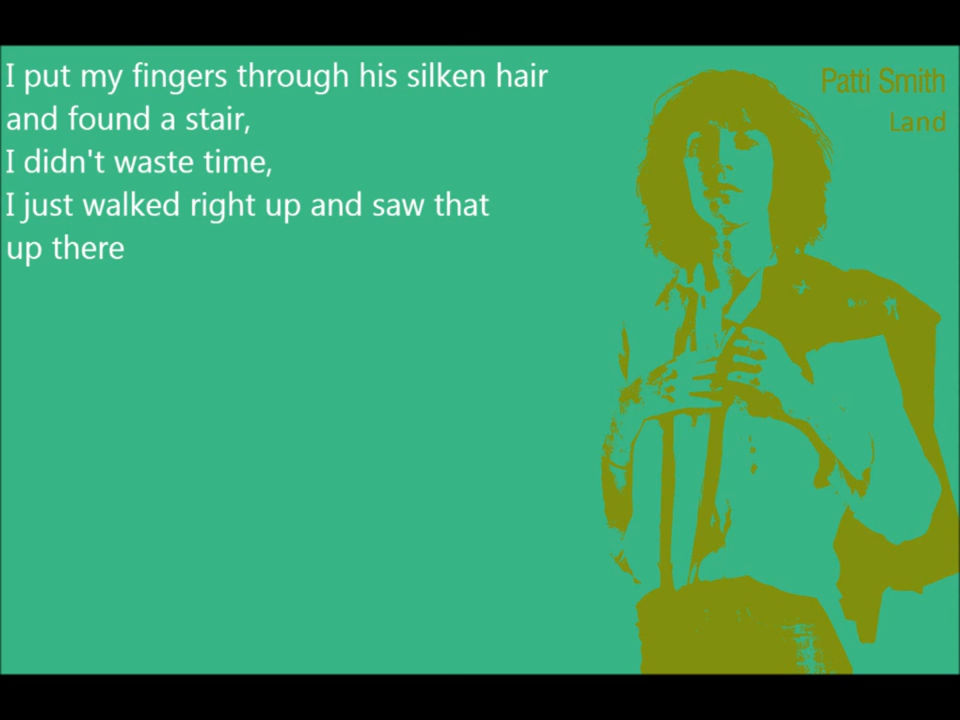 I put my fingers through his silken hair
and found a stair,
I didn't waste time,
I just walked right up and saw that
up there
Patti Smith
Land